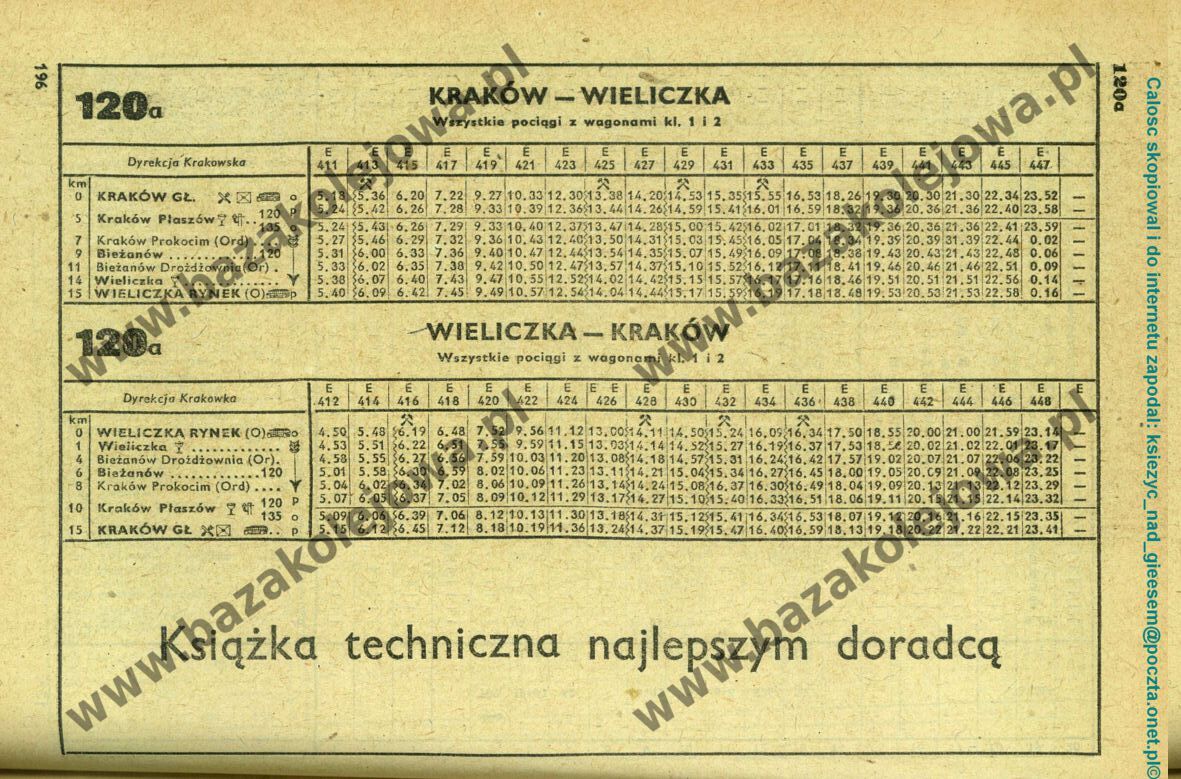 196
120a
KRAKÓW — WIELICZKA
Wszystkie pociągi z wagonami kl. 1 i 2
Dyrekcja Krakowska
E E E E E E E E E E E E E E E E E E E
411 413 415 417 419 421 423 425 427 429 431 433 435 437 439 441 443 445 447
km
0 KRAKÓW GŁ. o 5.36 6.20 7.22 9.27 10.33 12.30 13.38 14.20 14.53 15.35 15.55 16.53 18.26 20.30 21.30 22.34 23.52 —
5 Kraków Płaszów 120 p 5.24 5.42 6.26 7.28 9.33 10.39 12.36 13.44 14.26 14.59 15.41 16.01 16.59 20.36 21.36 22.40 23.58 —
135 5.24 5.43 6.26 7.29 9.33 10.40 12.37 13.47 14.28 15.00 15.42 16.02 17.01 19.36 20.36 21.36 22.41 23.59 —
7 Kraków Prokocim (Ord) 5.27 5.46 6.29 7.32 9.36 10.43 12.40 13.50 14.31 15.03 15.45 16.05 19.39 20.39 21.39 22.44 0.02 —
9 Bieżanów 120 5.31 6.00 6.33 7.36 9.40 10.47 12.44 13.54 14.35 15.07 15.49 16.09 18.38 19.43 20.43 21.43 22.48 0.06 —
11 Bieżanów Drożdżownia (Or) 5.33 6.02 6.35 7.38 9.42 10.50 12.47 13.57 14.37 15.10 15.52 18.41 19.46 20.46 21.46 22.51 0.09 —
14 Wieliczka 5.38 6.07 6.40 7.43 9.47 10.55 12.52 14.02 14.42 15.15 15.57 17.16 18.46 19.51 20.51 21.51 22.56 0.14 —
15 WIELICZKA RYNEK (O) p 5.40 6.09 6.42 7.45 9.49 10.57 12.54 14.04 14.44 15.17 15.59 16.19 17.18 18.48 19.53 20.53 21.53 22.58 0.16 —
120a
WIELICZKA — KRAKÓW
Wszystkie pociągi z wagonami kl. 1 i 2
Dyrekcja Krakowka
E E E E E E E E E E E E E E E E E E E E E
412 414 416 418 420 422 424 426 428 430 432 434 436 438 440 442 444 446 448
km
0 WIELICZKA RYNEK (O) o 4.50 5.48 6.19 6.48 7.52 9.56 11.12 13.00 14.11 14.50 15.24 16.09 16.34 17.50 18.55 20.00 21.00 21.59 23.14 —
1 Wieliczka 4.53 5.51 6.22 6.51 7.55 9.59 11.15 13.03 14.14 14.52 15.27 16.19 16.37 17.53 20.02 21.02 22.02 23.17 —
4 Bieżanów Drożdżownia (Or). 4.58 5.55 6.27 6.56 7.59 10.03 11.20 13.08 14.18 14.57 15.31 16.24 16.42 17.57 19.02 20.07 21.07 22.06 23.22 —
6 Bieżanów 120 5.01 5.58 6.30 6.59 8.02 10.06 11.23 13.11 14.21 15.04 15.34 16.27 16.45 18.00 19.05 20.09 21.09 22.08 23.25 —
8 Kraków Prokocim (Ord) 5.04 6.02 6.34 7.02 8.06 10.09 11.26 13.14 14.24 15.08 16.37 16.30 16.49 18.04 19.09 20.13 22.12 23.29 —
10 Kraków Płaszów 120 p 5.07 6.05 6.37 7.05 8.09 10.12 11.29 13.17 14.27 15.10 15.40 16.33 16.51 18.06 19.11 20.15 21.15 22.14 23.32 —
135 o 5.09 6.06 6.39 7.06 8.12 10.13 11.30 13.18 14.31 15.12 15.41 16.34 16.53 18.07 19.12 20.16 21.16 22.15 23.35 —
15 KRAKÓW GŁ p 5.15 6.12 6.45 7.12 8.18 10.19 11.36 13.24 14.37 15.19 15.47 16.40 16.59 18.13 19.18 20.22 21.22 22.21 23.41 —
Książka techniczna najlepszym doradcą
120a
Calosc skopiowal i do internetu zapodal: ksiezyc_nad_gieesem@poczta.onet.pl©
www.bazakolejowa.pl
www.bazakolejowa.pl
www.bazakolejowa.pl
www.bazakolejowa.pl